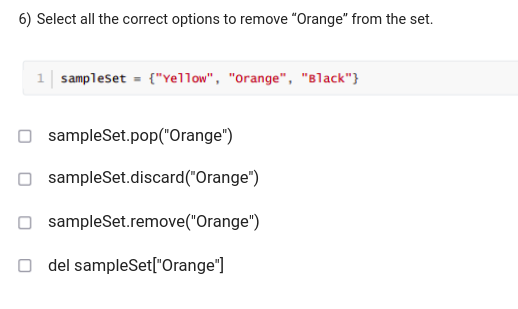 6) Select all the correct options to remove “Orange” from the set.
1 sampleSet = {"Yellow", "Orange", "Black"}
sampleSet.pop("Orange")
sampleSet.discard("Orange")
sampleSet.remove("Orange")
del sampleSet["Orange"]